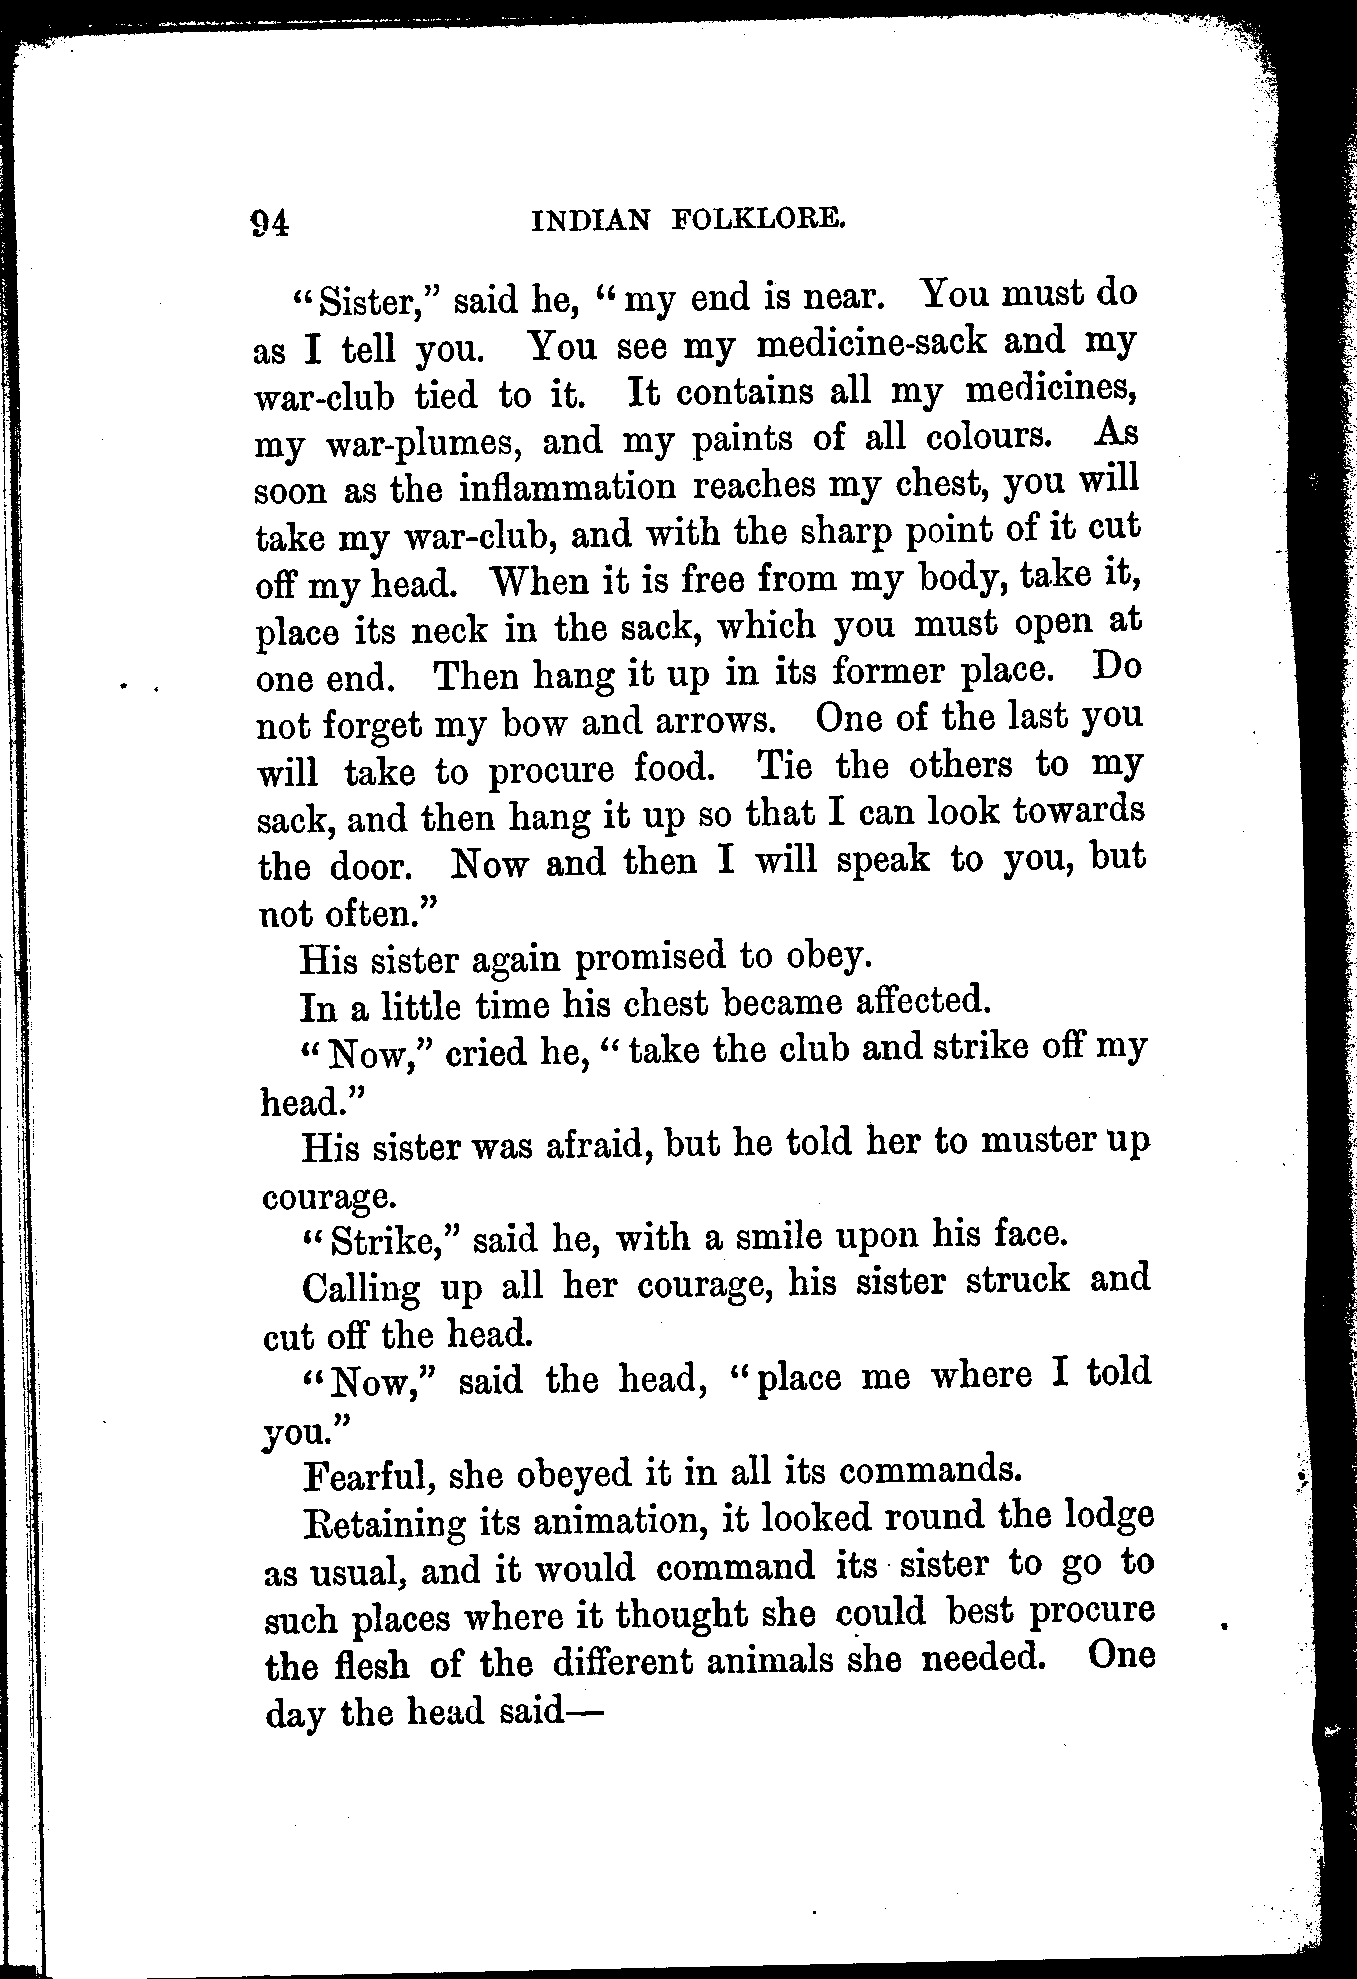 94 INDIAN FOLKLORE.
“Sister,” said he, “my end is near. You must do
as I tell you. You see my medicine-sack and my
war-club tied to it. It contains all my medicines,
my war-plumes, and my paints of all colours. As
soon as the inflammation reaches my chest, you will
take my war-club, and with the sharp point of it cut
off my head. When it is free from my body, take it,
place its neck in the sack, which you must open at
one end. Then hang it up in its former place. Do
not forget my bow and arrows. One of the last you
will take to procure food. Tie the others to my
sack, and then hang it up so that I can look towards
the door. Now and then I will speak to you, but
not often.”
His sister again promised to obey.
In a little time his chest became affected.
“Now,” cried he, “take the club and strike off my
head.”
His sister was afraid, but he told her to muster up
courage.
“Strike,” said he, with a smile upon his face.
Calling up all her courage, his sister struck and
cut off the head.
“Now,” said the head, “place me where I told
you.”
Fearful, she obeyed it in all its commands.
Retaining its animation, it looked round the lodge
as usual, and it would command its sister to go to
such places where it thought she could best procure
the flesh of the different animals she needed. One
day the head said—